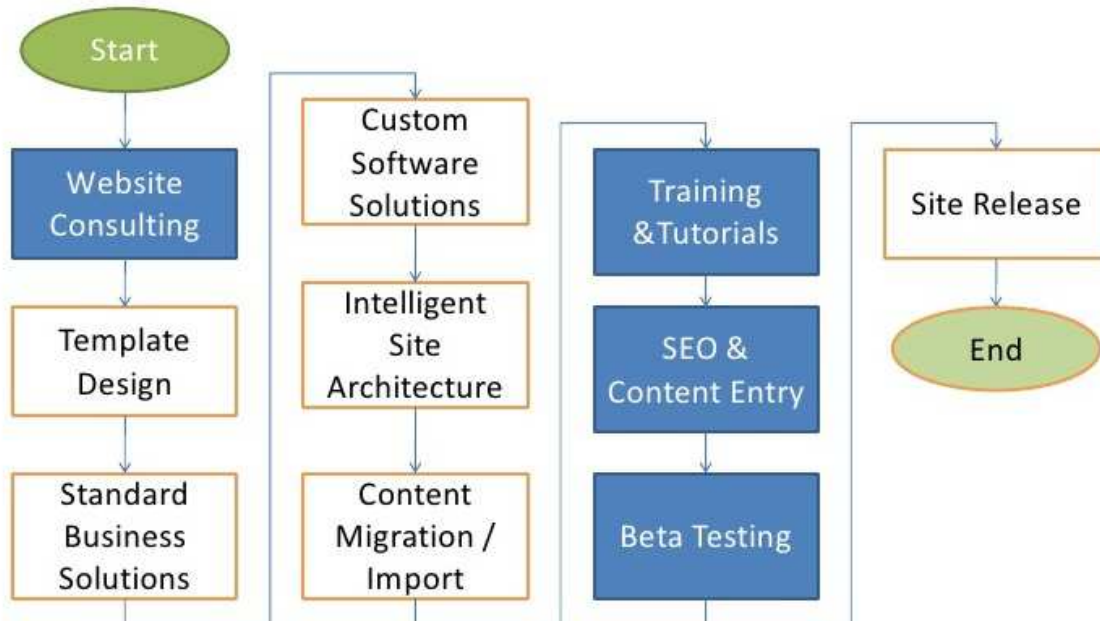 Start
Website
Consulting
Template
Design
Standard
Business
Solutions
Custom
Software
Solutions
Intelligent
Site
Architecture
Content
Migration /
Import
Training
&Tutorials
SEO &
Content Entry
Beta Testing
Site Release
End